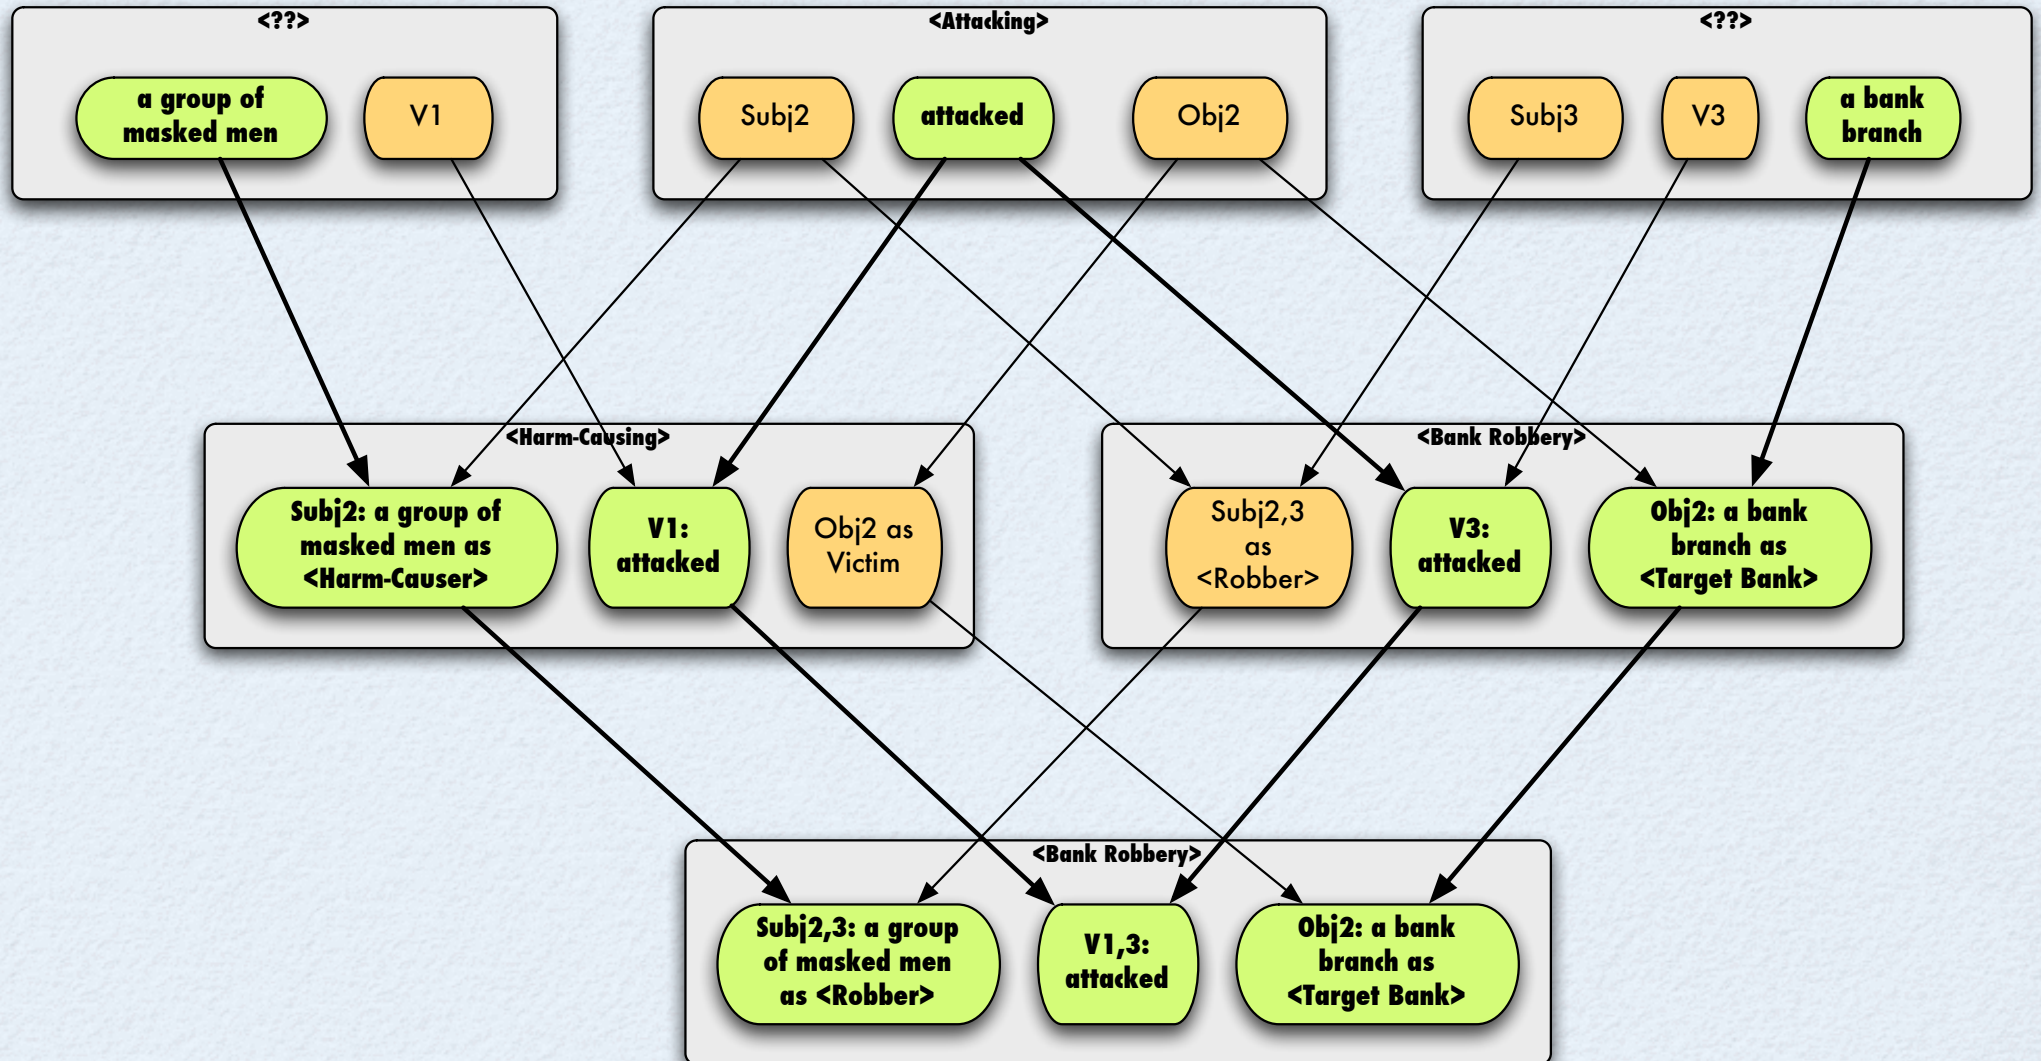 <??>
a group of
masked men
V1
<Attacking>
Subj2
attacked
Obj2
<??>
Subj3
V3
a bank
branch
<Harm-Causing>
Subj2: a group of
masked men as
<Harm-Causer>
V1:
attacked
Obj2 as
Victim
<Bank Robbery>
Subj2,3
as
<Robber>
V3:
attacked
Obj2: a bank
branch as
<Target Bank>
<Bank Robbery>
Subj2,3: a group
of masked men
as <Robber>
V1,3:
attacked
Obj2: a bank
branch as
<Target Bank>